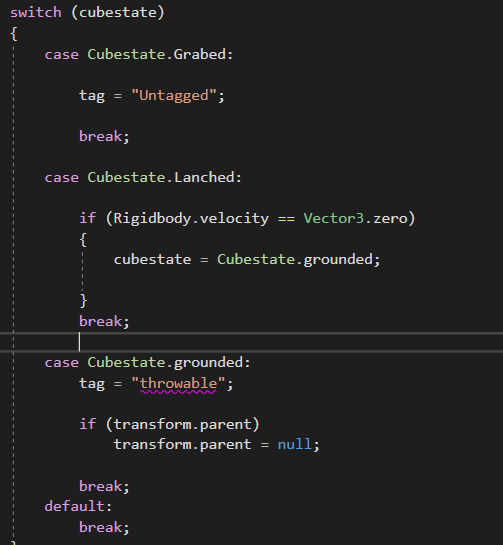 switch (cubestate)
{
case Cubestate.Grabed:
tag = "Untagged";
break;
case Cubestate.Lanched:
if (Rigidbody.velocity == Vector3.zero)
{
cubestate = Cubestate.grounded;
}
break;
case Cubestate.grounded:
tag = "throwable";
if (transform.parent)
transform.parent = null;
break;
default:
break;
}